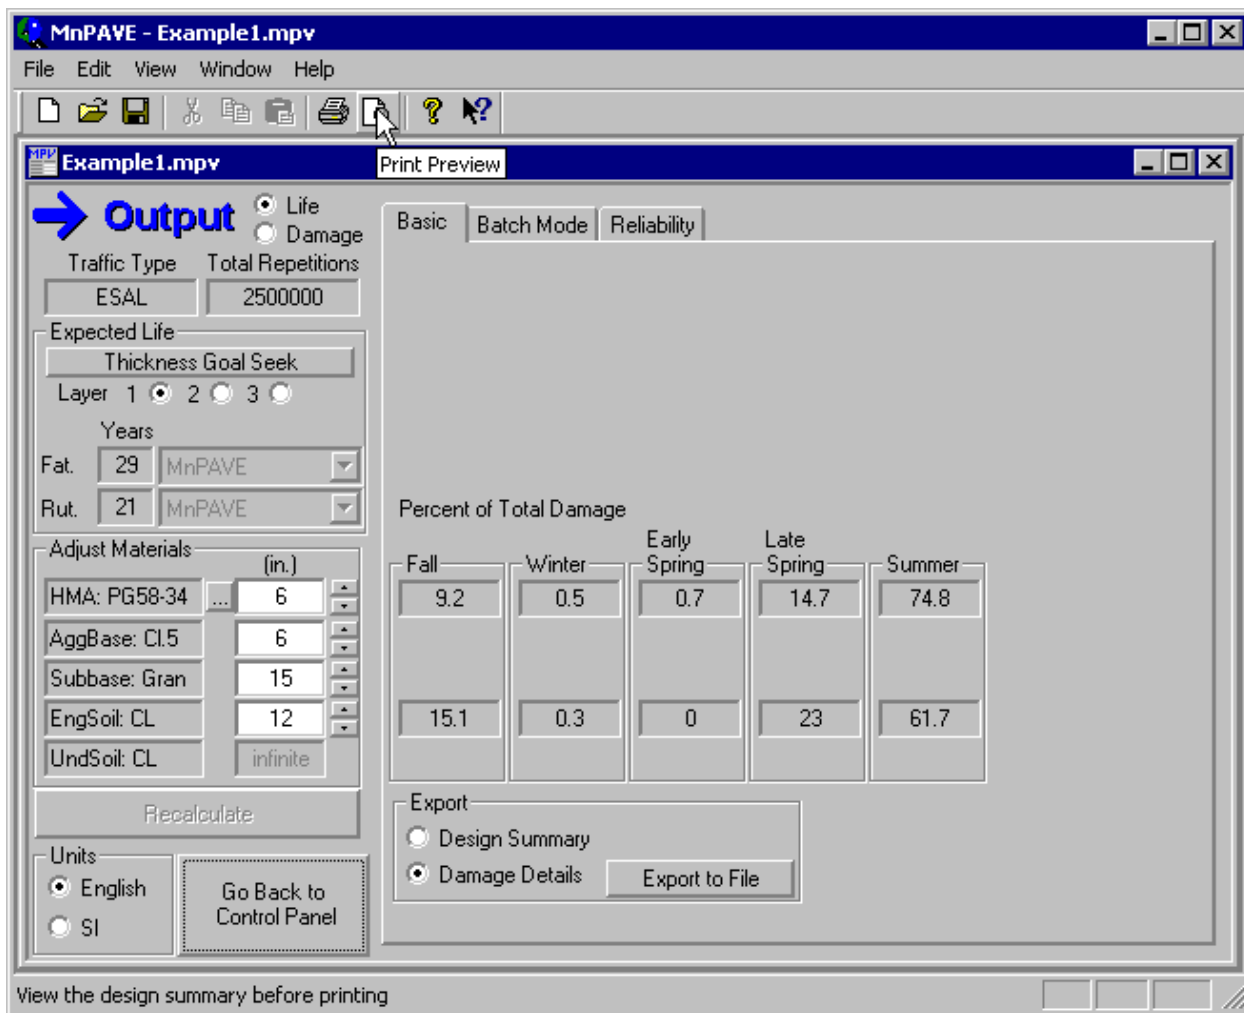 MnPAVE - Example1.mpv
File Edit View Window Help
Print Preview
MPV Example1.mpv
Output
Life
Damage
Traffic Type Total Repetitions
ESAL 2500000
Expected Life
Thickness Goal Seek
Layer 1 2 3
Years
Fat. 29 MnPAVE
Rut. 21 MnPAVE
Adjust Materials
(in.)
HMA: PG58-34 ... 6
AggBase: Cl.5 6
Subbase: Gran 15
EngSoil: CL 12
UndSoil: CL infinite
Recalculate
Units
English
SI
Go Back to
Control Panel
Basic Batch Mode Reliability
Percent of Total Damage
Fall Winter Early Spring Late Spring Summer
9.2 0.5 0.7 14.7 74.8
15.1 0.3 0 23 61.7
Export
Design Summary
Damage Details Export to File
View the design summary before printing